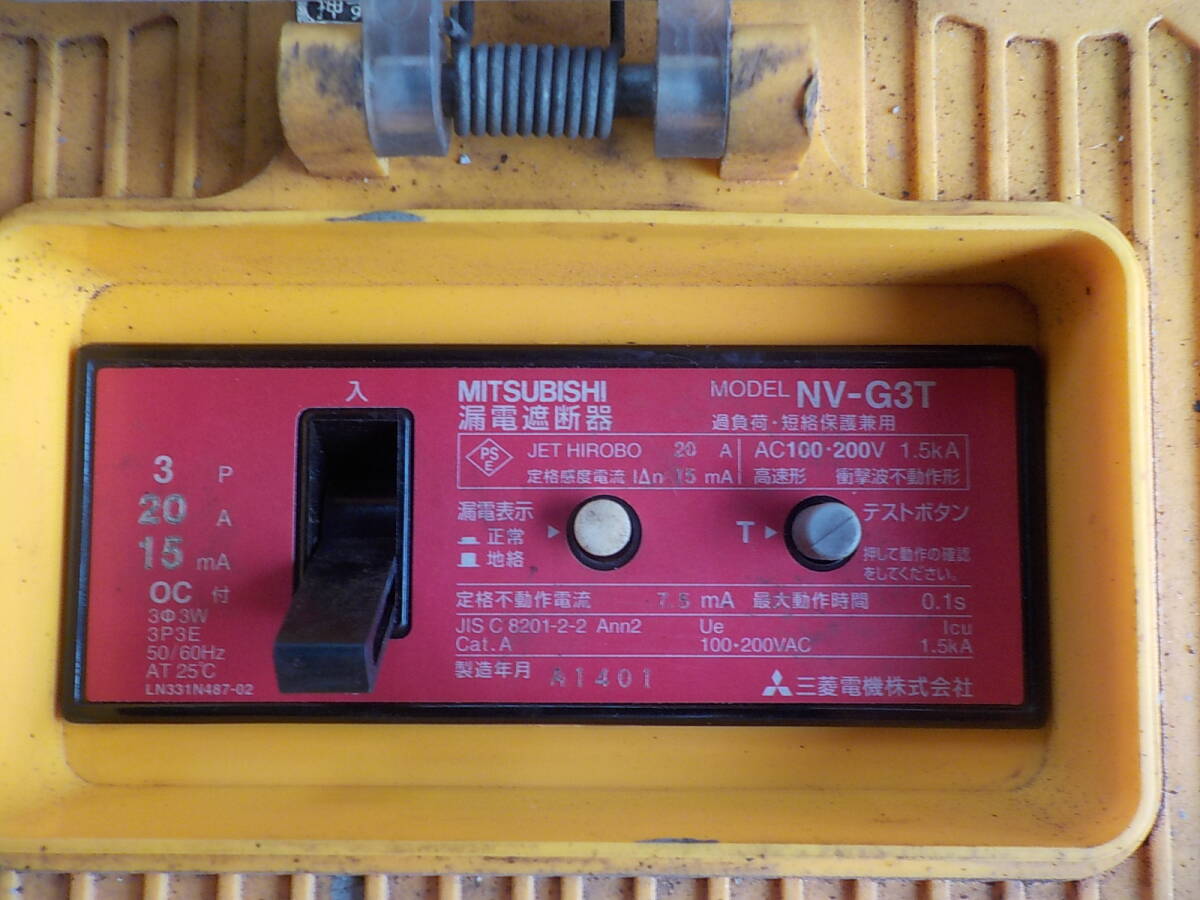 押す
入
MITSUBISHI
漏電遮断器
MODEL NV-G3T
過負荷・短絡保護兼用
PS E
JET HIROBO 20 A
定格感度電流 IΔn 15 mA
AC100・200V 1.5kA
高速形 衝撃波不動作形
3 P
20 A
15 mA
OC 付
3Φ3W
3P3E
50/60Hz
AT 25℃
LN331N487-02
漏電表示
正常
地絡
T
テストボタン
押して動作の確認
をしてください。
定格不動作電流 7.5 mA 最大動作時間 0.1s
JIS C 8201-2-2 Ann2 Ue Icu
Cat. A 100・200VAC 1.5kA
製造年月 A1401
三菱電機株式会社